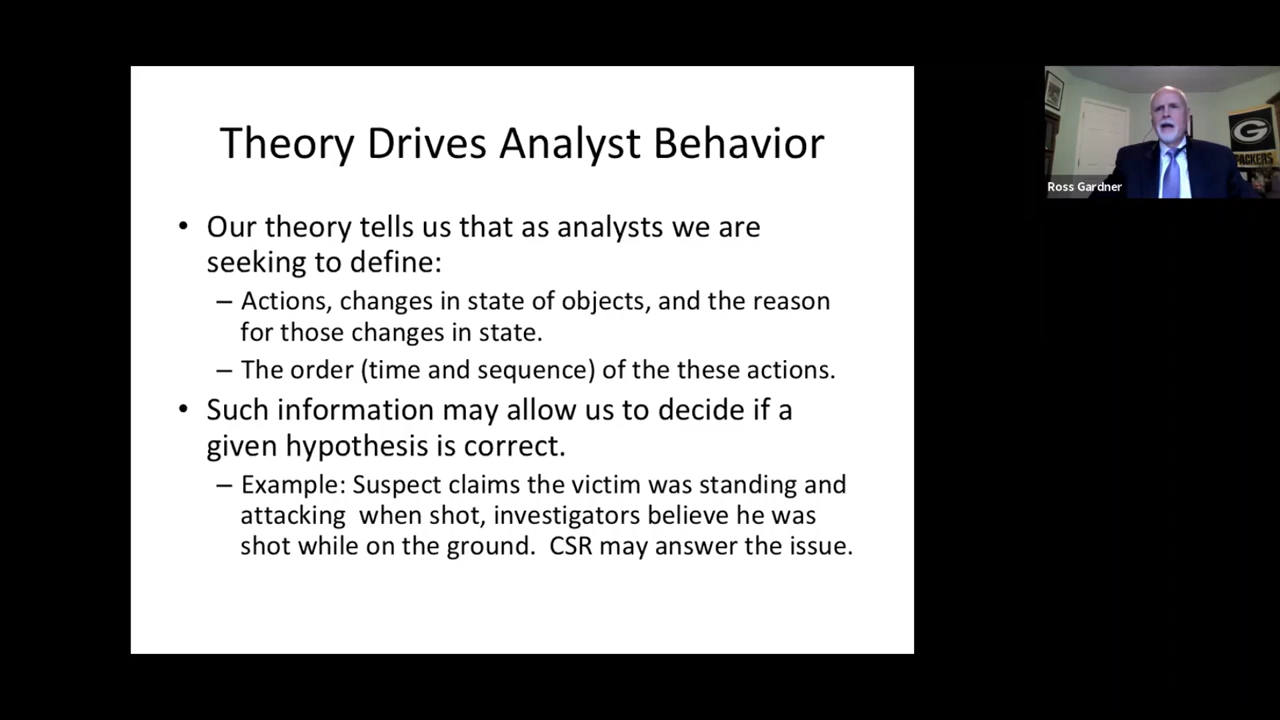 Theory Drives Analyst Behavior
• Our theory tells us that as analysts we are
seeking to define:
– Actions, changes in state of objects, and the reason
for those changes in state.
– The order (time and sequence) of the these actions.
• Such information may allow us to decide if a
given hypothesis is correct.
– Example: Suspect claims the victim was standing and
attacking  when shot, investigators believe he was
shot while on the ground.  CSR may answer the issue.
G
ACKERS
Ross Gardner